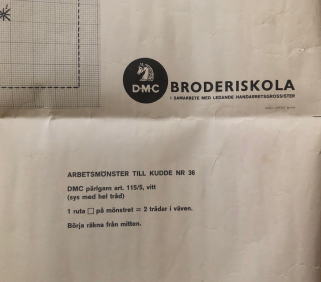 DMC BRODERISKOLA
I SAMARBETE MED LEDANDE HANDARBETSGROSSISTER
ARBETSMÖNSTER TILL KUDDE NR 36
DMC pärlgarn art. 115/5, vitt
(sys med hel tråd)
1 ruta □ på mönstret = 2 trådar i väven.
Börja räkna från mitten.